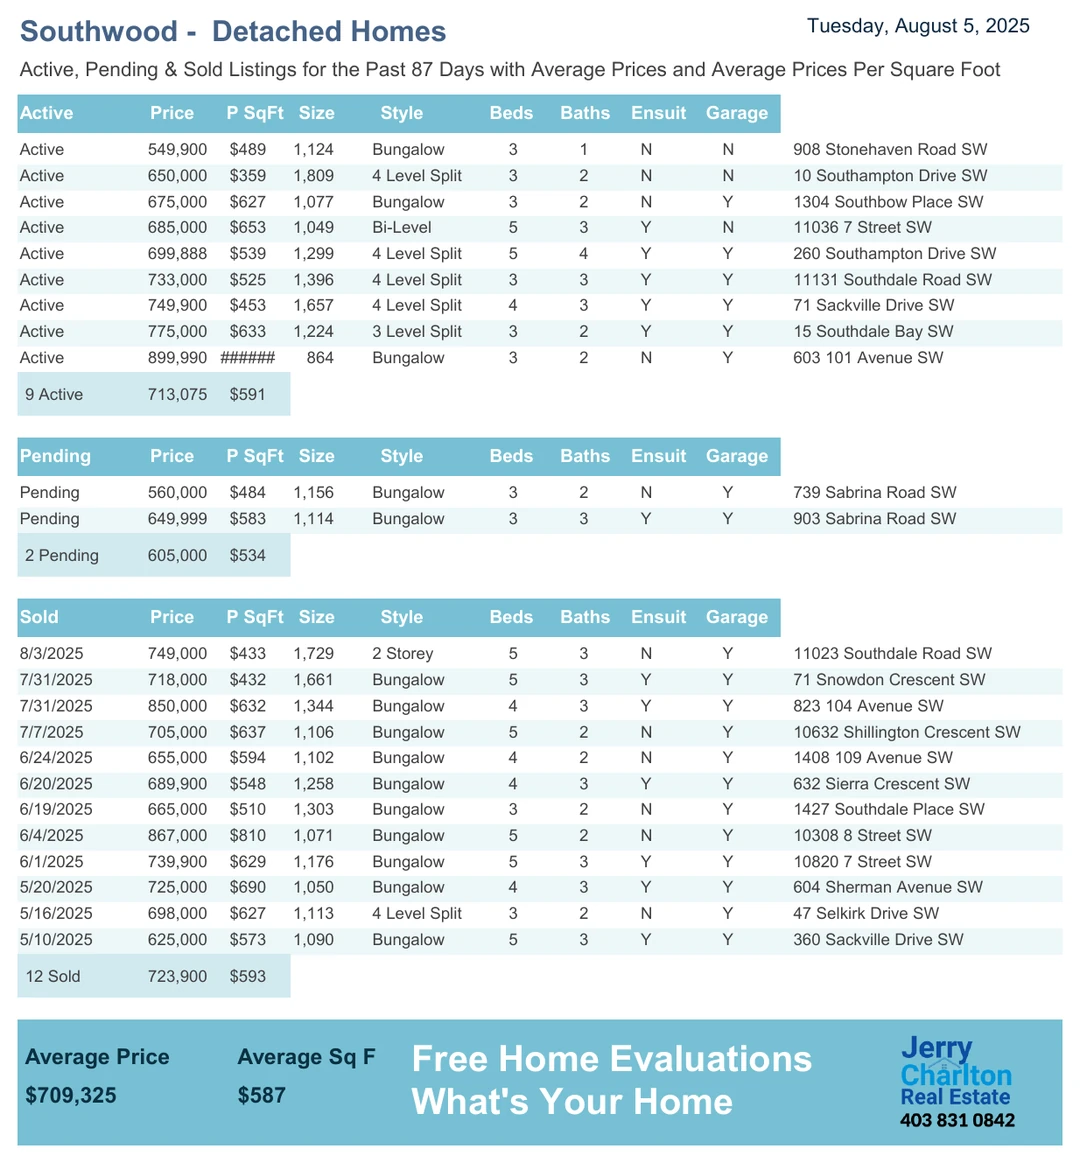 Southwood -  Detached Homes
Tuesday, August 5, 2025
Active, Pending & Sold Listings for the Past 87 Days with Average Prices and Average Prices Per Square Foot
Active Price P SqFt Size Style Beds Baths Ensuit Garage
Active 549,900 $489 1,124 Bungalow 3 1 N N 908 Stonehaven Road SW
Active 650,000 $359 1,809 4 Level Split 3 2 N N 10 Southampton Drive SW
Active 675,000 $627 1,077 Bungalow 3 2 N Y 1304 Southbow Place SW
Active 685,000 $653 1,049 Bi-Level 5 3 Y N 11036 7 Street SW
Active 699,888 $539 1,299 4 Level Split 5 4 Y Y 260 Southampton Drive SW
Active 733,000 $525 1,396 4 Level Split 3 3 Y Y 11131 Southdale Road SW
Active 749,900 $453 1,657 4 Level Split 4 3 Y Y 71 Sackville Drive SW
Active 775,000 $633 1,224 3 Level Split 3 2 Y Y 15 Southdale Bay SW
Active 899,990 ###### 864 Bungalow 3 2 N Y 603 101 Avenue SW
9 Active 713,075 $591
Pending Price P SqFt Size Style Beds Baths Ensuit Garage
Pending 560,000 $484 1,156 Bungalow 3 2 N Y 739 Sabrina Road SW
Pending 649,999 $583 1,114 Bungalow 3 3 Y Y 903 Sabrina Road SW
2 Pending 605,000 $534
Sold Price P SqFt Size Style Beds Baths Ensuit Garage
8/3/2025 749,000 $433 1,729 2 Storey 5 3 N Y 11023 Southdale Road SW
7/31/2025 718,000 $432 1,661 Bungalow 5 3 Y Y 71 Snowdon Crescent SW
7/31/2025 850,000 $632 1,344 Bungalow 4 3 Y Y 823 104 Avenue SW
7/7/2025 705,000 $637 1,106 Bungalow 5 2 N Y 10632 Shillington Crescent SW
6/24/2025 655,000 $594 1,102 Bungalow 4 2 N Y 1408 109 Avenue SW
6/20/2025 689,900 $548 1,258 Bungalow 4 3 Y Y 632 Sierra Crescent SW
6/19/2025 665,000 $510 1,303 Bungalow 3 2 N Y 1427 Southdale Place SW
6/4/2025 867,000 $810 1,071 Bungalow 5 2 N Y 10308 8 Street SW
6/1/2025 739,900 $629 1,176 Bungalow 5 3 Y Y 10820 7 Street SW
5/20/2025 725,000 $690 1,050 Bungalow 4 3 Y Y 604 Sherman Avenue SW
5/16/2025 698,000 $627 1,113 4 Level Split 3 2 N Y 47 Selkirk Drive SW
5/10/2025 625,000 $573 1,090 Bungalow 5 3 Y Y 360 Sackville Drive SW
12 Sold 723,900 $593
Average Price Average Sq F
$709,325 $587
Free Home Evaluations
What's Your Home
Jerry
Charlton
Real Estate
403 831 0842